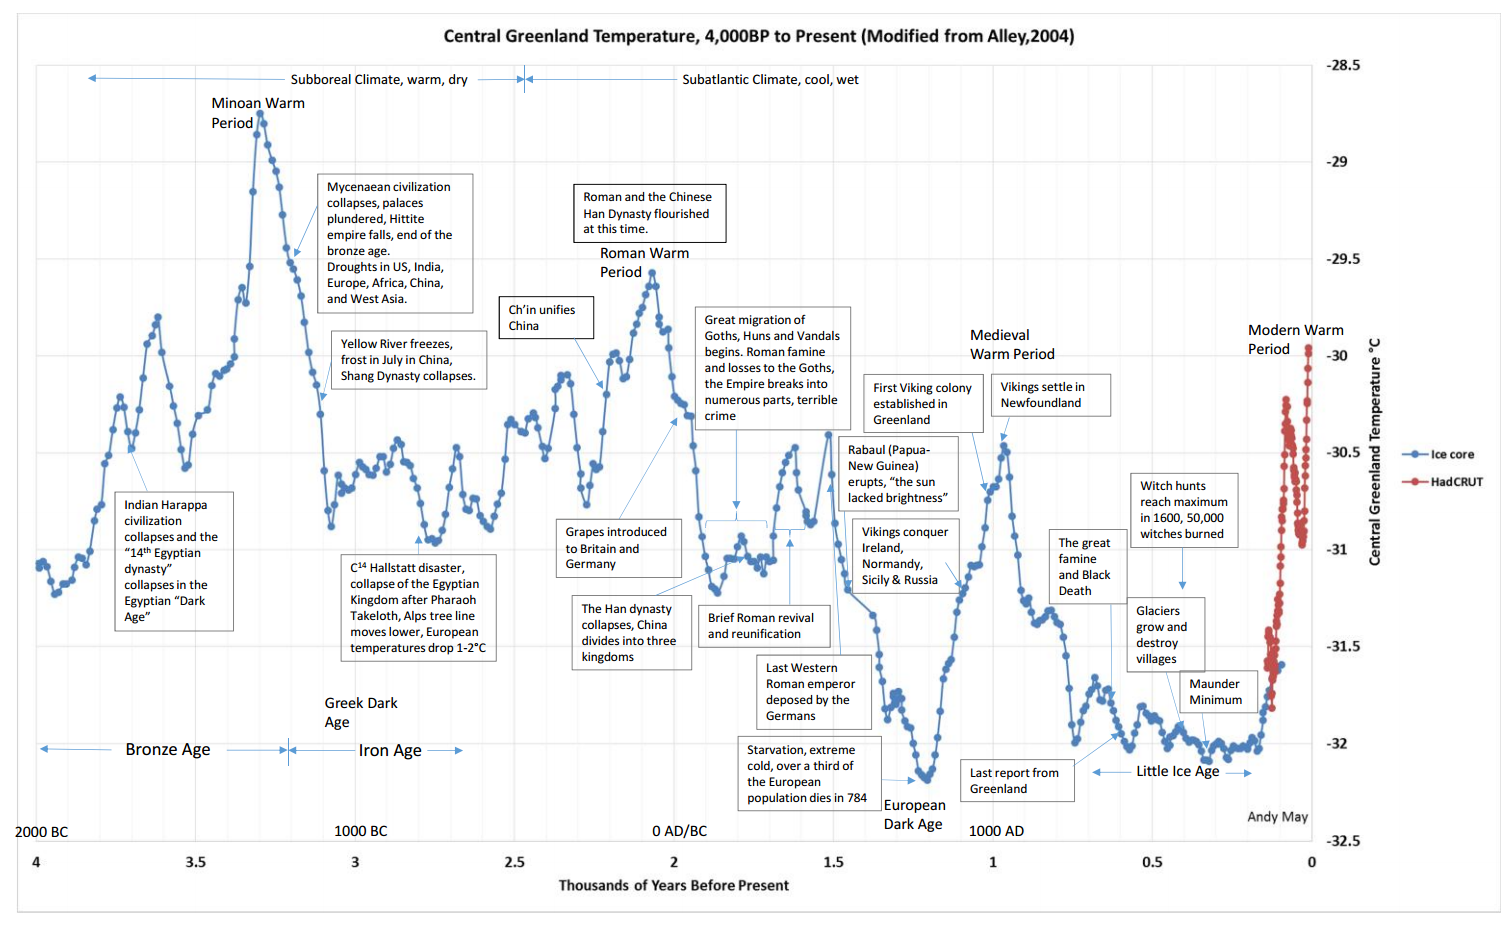 Central Greenland Temperature, 4,000BP to Present (Modified from Alley,2004)
Subboreal Climate, warm, dry
Subatlantic Climate, cool, wet
Minoan Warm
Period
Mycenaean civilization
collapses, palaces
plundered, Hittite
empire falls, end of the
bronze age.
Droughts in US, India,
Europe, Africa, China,
and West Asia.
Yellow River freezes,
frost in July in China,
Shang Dynasty collapses.
Roman and the Chinese
Han Dynasty flourished
at this time.
Roman Warm
Period
Ch'in unifies
China
Great migration of
Goths, Huns and Vandals
begins. Roman famine
and losses to the Goths,
the Empire breaks into
numerous parts, terrible
crime
Medieval
Warm Period
First Viking colony
established in
Greenland
Vikings settle in
Newfoundland
Modern Warm
Period
Rabaul (Papua-
New Guinea)
erupts, “the sun
lacked brightness”
Vikings conquer
Ireland,
Normandy,
Sicily & Russia
Witch hunts
reach maximum
in 1600, 50,000
witches burned
The great
famine
and Black
Death
Glaciers
grow and
destroy
villages
Maunder
Minimum
Indian Harappa
civilization
collapses and the
“14th Egyptian
dynasty”
collapses in the
Egyptian “Dark
Age”
C14 Hallstatt disaster,
collapse of the Egyptian
Kingdom after Pharaoh
Takeloth, Alps tree line
moves lower, European
temperatures drop 1-2°C
Grapes introduced
to Britain and
Germany
The Han dynasty
collapses, China
divides into three
kingdoms
Brief Roman revival
and reunification
Last Western
Roman emperor
deposed by the
Germans
Starvation, extreme
cold, over a third of
the European
population dies in 784
European
Dark Age
Last report from
Greenland
Little Ice Age
Greek Dark
Age
Bronze Age
Iron Age
Andy May
2000 BC
1000 BC
0 AD/BC
1000 AD
4
3.5
3
2.5
2
1.5
1
0.5
0
Thousands of Years Before Present
-28.5
-29
-29.5
-30
-30.5
-31
-31.5
-32
-32.5
Central Greenland Temperature °C
Ice core
HadCRUT